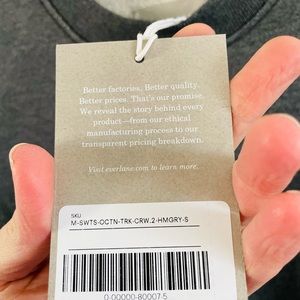 Better factories. Better quality.
Better prices. That's our promise.
We reveal the story behind every
product—from our ethical
manufacturing process to our
transparent pricing breakdown.
Visit everlane.com to learn more.
SKU
M-SWTS-OCTN-TRK-CRW.2-HMGRY-S
0-00000-80007-5